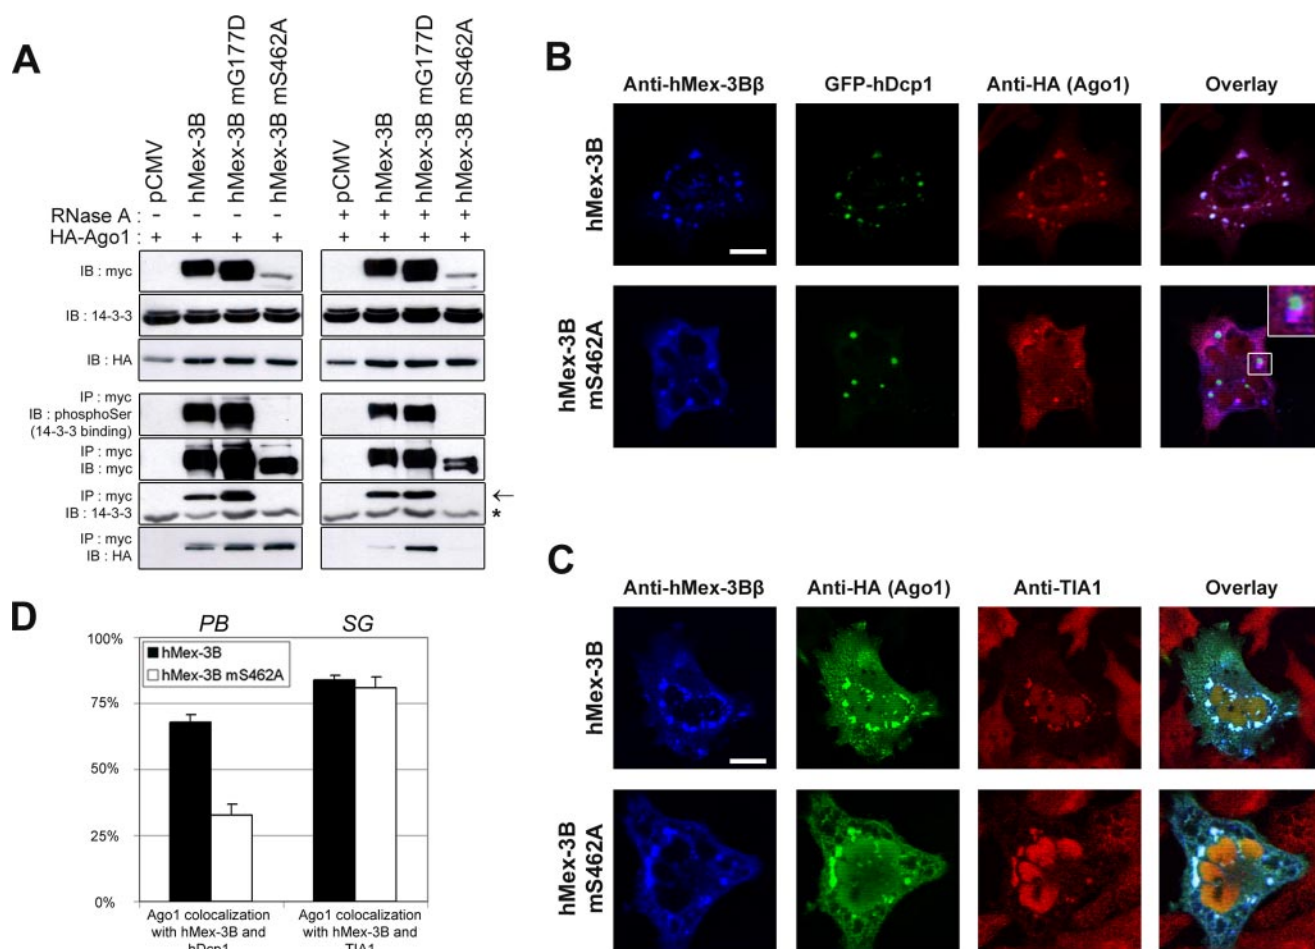 A
pCMV
hMex-3B
hMex-3B mG177D
hMex-3B mS462A
pCMV
hMex-3B
hMex-3B mG177D
hMex-3B mS462A
RNase A : - - - - + + + +
HA-Ago1 : + + + + + + + +
IB : myc
IB : 14-3-3
IB : HA
IP : myc
IB : phosphoSer
(14-3-3 binding)
IP : myc
IB : myc
IP : myc
IB : 14-3-3
←
*
IP : myc
IB : HA
B
Anti-hMex-3Bβ GFP-hDcp1 Anti-HA (Ago1) Overlay
hMex-3B
hMex-3B
mS462A
C
Anti-hMex-3Bβ Anti-HA (Ago1) Anti-TIA1 Overlay
hMex-3B
hMex-3B
mS462A
D
PB SG
100%
75%
50%
25%
0%
hMex-3B
hMex-3B mS462A
Ago1 colocalization
with hMex-3B and
hDcp1
Ago1 colocalization
with hMex-3B and
TIA1